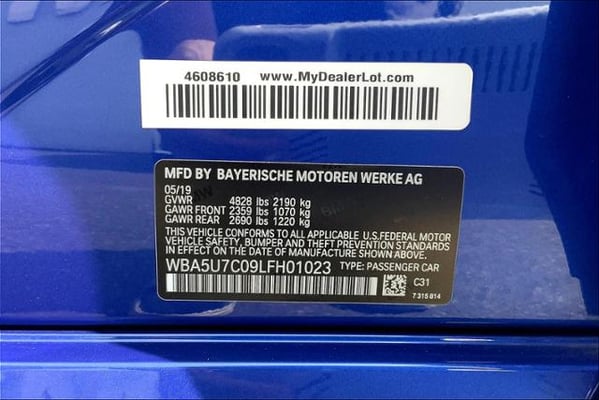 4608610 www.MyDealerLot.com
MFD BY BAYERISCHE MOTOREN WERKE AG
05/19
GVWR 4828 lbs 2190 kg
GAWR FRONT 2359 lbs 1070 kg
GAWR REAR 2690 lbs 1220 kg
THIS VEHICLE CONFORMS TO ALL APPLICABLE U.S.FEDERAL MOTOR
VEHICLE SAFETY, BUMPER, AND THEFT PREVENTION STANDARDS
IN EFFECT ON THE DATE OF MANUFACTURE SHOWN ABOVE.
WBA5U7C09LFH01023 TYPE: PASSENGER CAR
C31
7 315 814